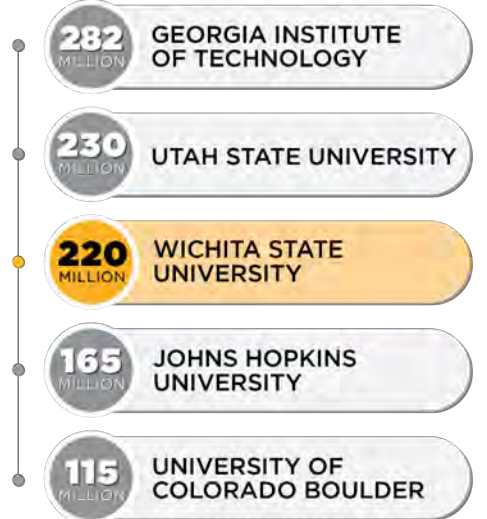 282
MILLION
GEORGIA INSTITUTE
OF TECHNOLOGY
230
MILLION
UTAH STATE UNIVERSITY
220
MILLION
WICHITA STATE
UNIVERSITY
165
MILLION
JOHNS HOPKINS
UNIVERSITY
115
MILLION
UNIVERSITY OF
COLORADO BOULDER